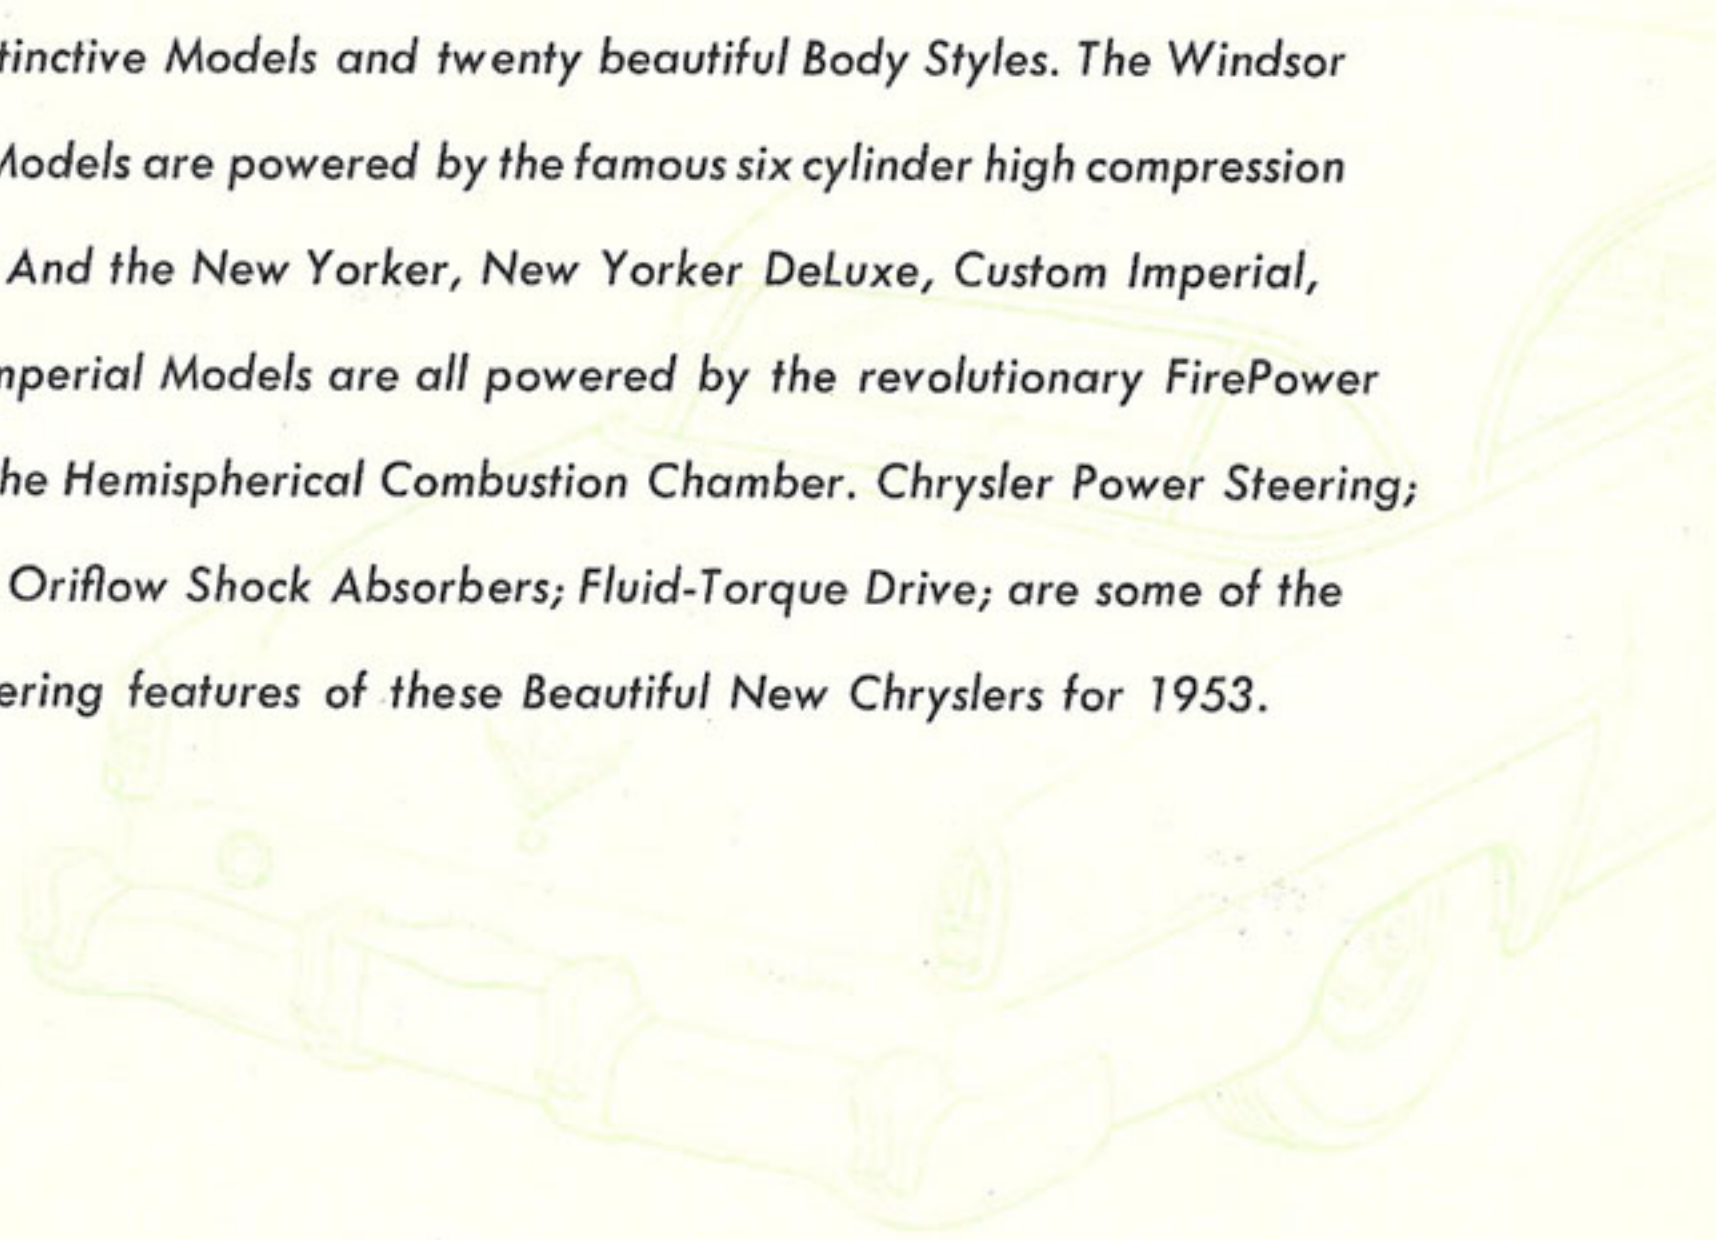 tinctive Models and twenty beautiful Body Styles. The Windsor
Models are powered by the famous six cylinder high compression
And the New Yorker, New Yorker DeLuxe, Custom Imperial,
mperial Models are all powered by the revolutionary FirePower
he Hemispherical Combustion Chamber. Chrysler Power Steering;
Oriflow Shock Absorbers; Fluid-Torque Drive; are some of the
ering features of these Beautiful New Chryslers for 1953.